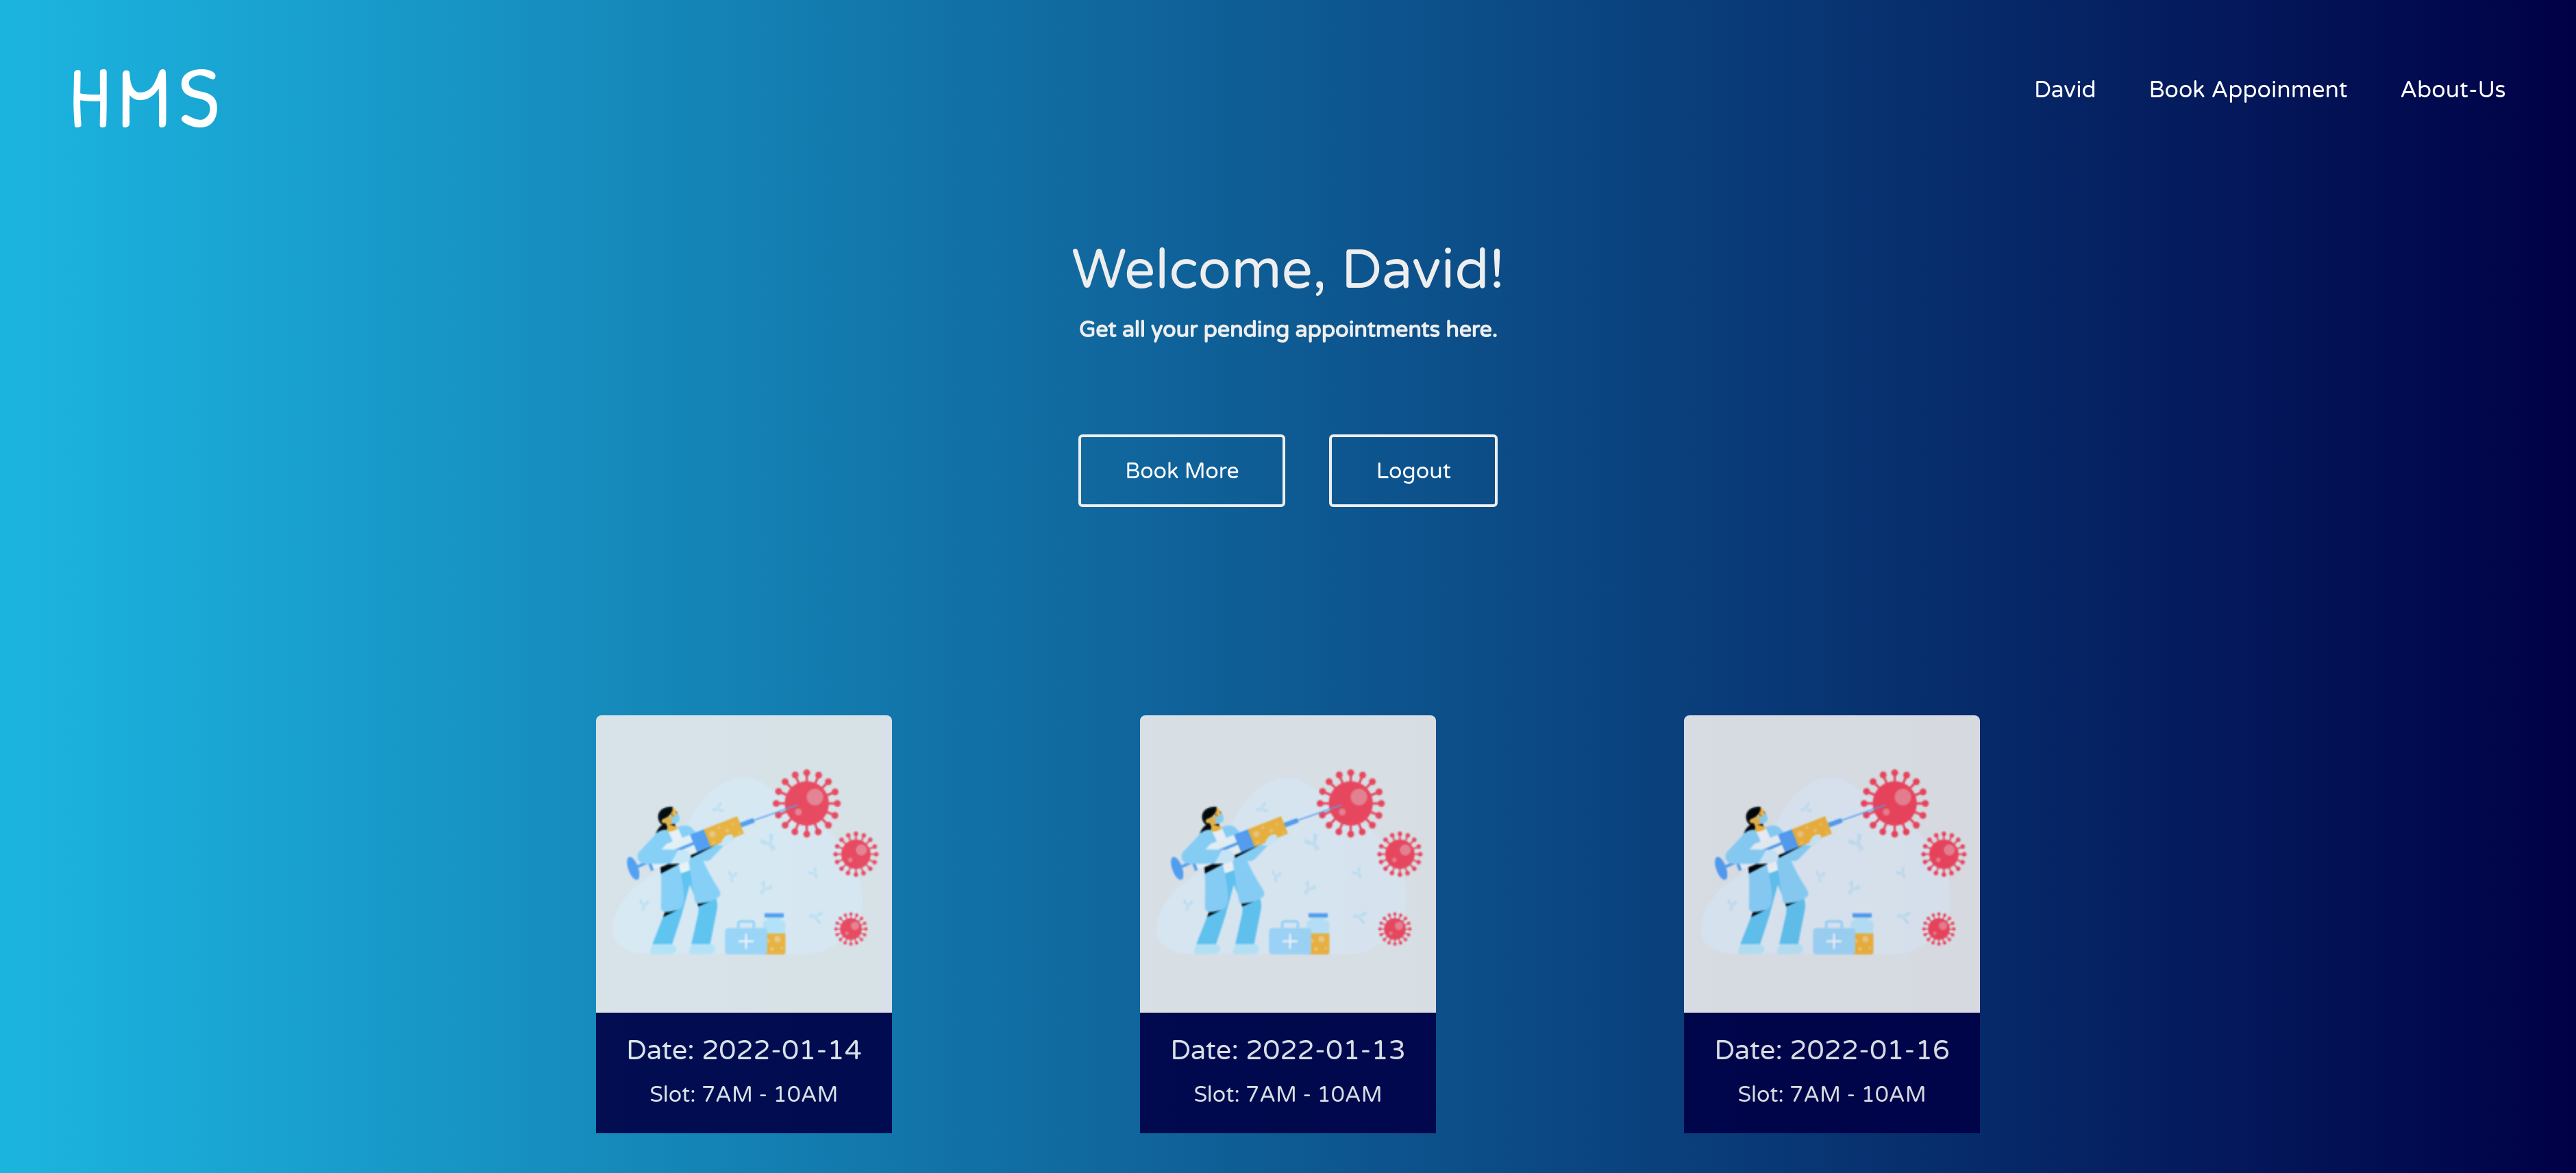 HMS
David
Book Appoinment
About-Us
Welcome, David!
Get all your pending appointments here.
Book More
Logout
Date: 2022-01-14
Slot: 7AM - 10AM
Date: 2022-01-13
Slot: 7AM - 10AM
Date: 2022-01-16
Slot: 7AM - 10AM